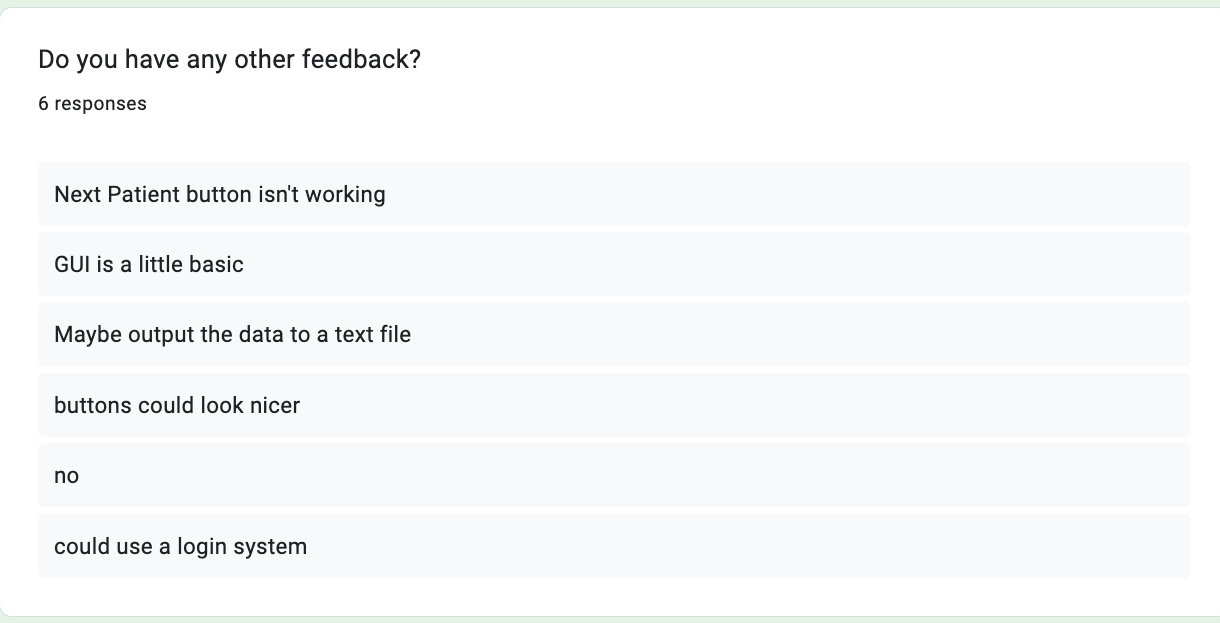 Do you have any other feedback?
6 responses
Next Patient button isn't working
GUI is a little basic
Maybe output the data to a text file
buttons could look nicer
no
could use a login system